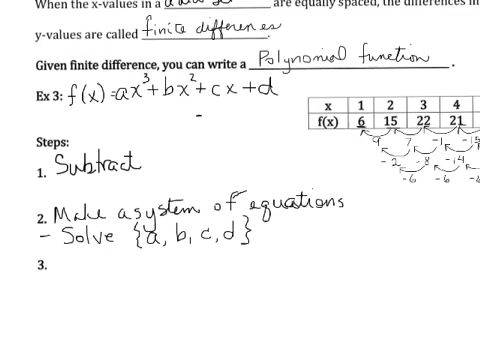 When the x-values in a data set are equally spaced, the differences in
y-values are called finite differences.
Given finite difference, you can write a Polynomial function.
Ex 3: f(x) = ax³ + bx² + cx + d
x 1 2 3 4
f(x) 6 15 22 21
9 7 -1 -15
Steps:
-2 -8 -14
1. Subtract
-6 -6
2. Make a system of equations
- Solve {a, b, c, d}
3.